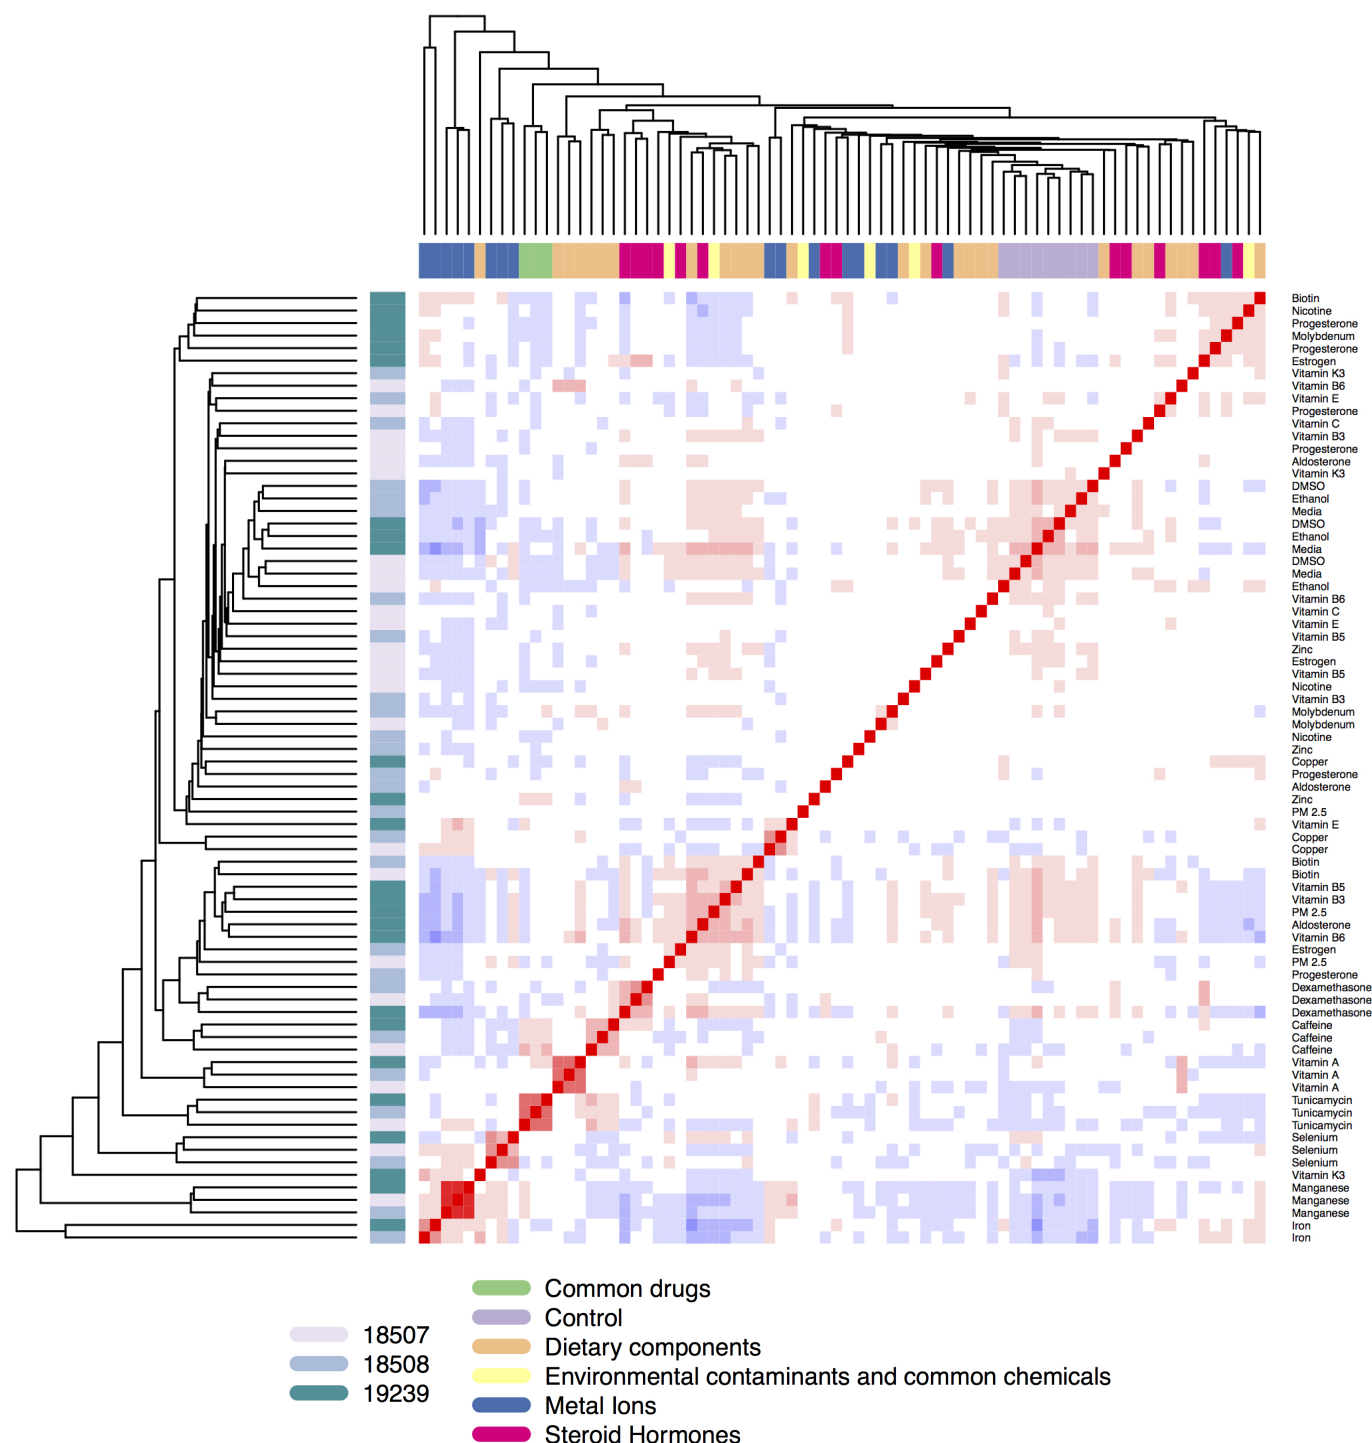 Biotin
Nicotine
Progesterone
Molybdenum
Progesterone
Estrogen
Vitamin K3
Vitamin B6
Vitamin E
Progesterone
Vitamin C
Vitamin B3
Progesterone
Aldosterone
Vitamin K3
DMSO
Ethanol
Media
DMSO
Ethanol
Media
DMSO
Media
Ethanol
Vitamin B6
Vitamin C
Vitamin E
Vitamin B5
Zinc
Estrogen
Vitamin B5
Nicotine
Vitamin B3
Molybdenum
Molybdenum
Nicotine
Zinc
Copper
Progesterone
Aldosterone
Zinc
PM 2.5
Vitamin E
Copper
Copper
Biotin
Biotin
Vitamin B5
Vitamin B3
PM 2.5
Aldosterone
Vitamin B6
Estrogen
PM 2.5
Progesterone
Dexamethasone
Dexamethasone
Dexamethasone
Caffeine
Caffeine
Caffeine
Vitamin A
Vitamin A
Vitamin A
Tunicamycin
Tunicamycin
Tunicamycin
Selenium
Selenium
Selenium
Vitamin K3
Manganese
Manganese
Manganese
Iron
Iron
18507
18508
19239
Common drugs
Control
Dietary components
Environmental contaminants and common chemicals
Metal Ions
Steroid Hormones